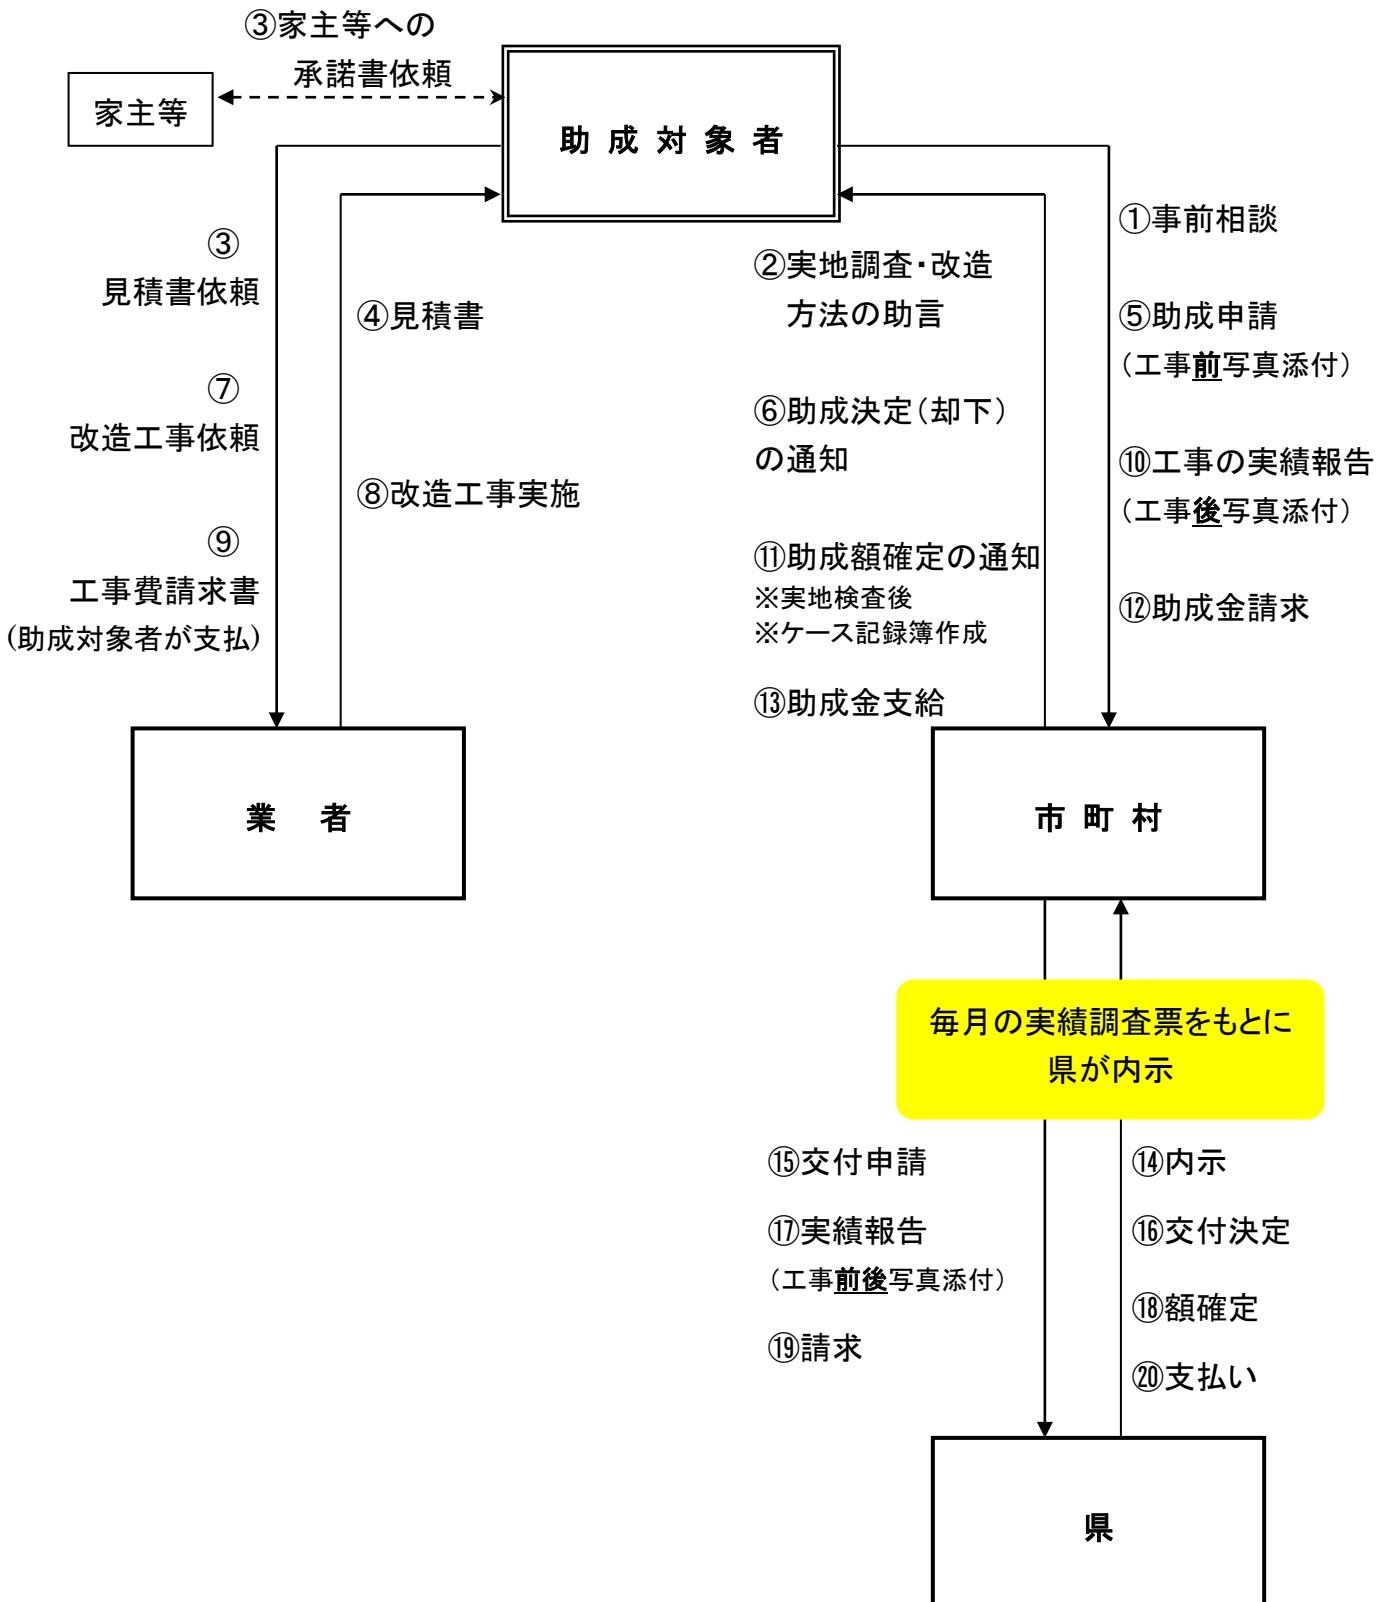 ③家主等への
承諾書依頼
家主等
助成対象者
③
見積書依頼
④見積書
⑦
改造工事依頼
⑧改造工事実施
⑨
工事費請求書
(助成対象者が支払)
②実地調査・改造
方法の助言
⑥助成決定(却下)
の通知
⑪助成額確定の通知
※実地検査後
※ケース記録簿作成
⑬助成金支給
①事前相談
⑤助成申請
(工事前写真添付)
⑩工事の実績報告
(工事後写真添付)
⑫助成金請求
業 者
市町村
毎月の実績調査票をもとに
県が内示
⑮交付申請
⑰実績報告
(工事前後写真添付)
⑲請求
⑭内示
⑯交付決定
⑱額確定
⑳支払い
県